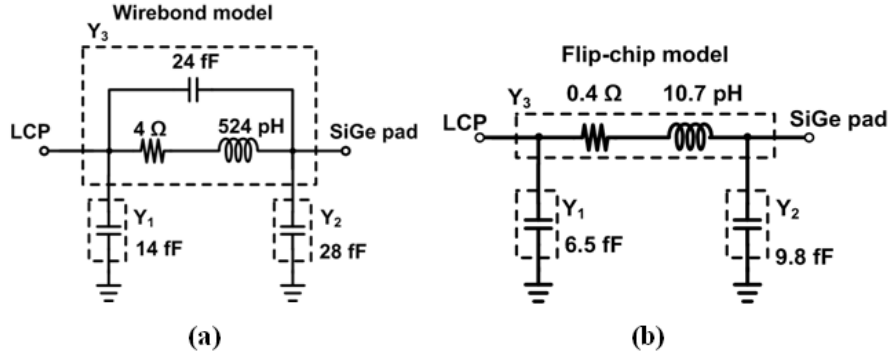 Wirebond model
Y3
24 fF
LCP
4 Ω
524 pH
SiGe pad
Y1
14 fF
Y2
28 fF
(a)
Flip-chip model
Y3
0.4 Ω
10.7 pH
LCP
SiGe pad
Y1
6.5 fF
Y2
9.8 fF
(b)